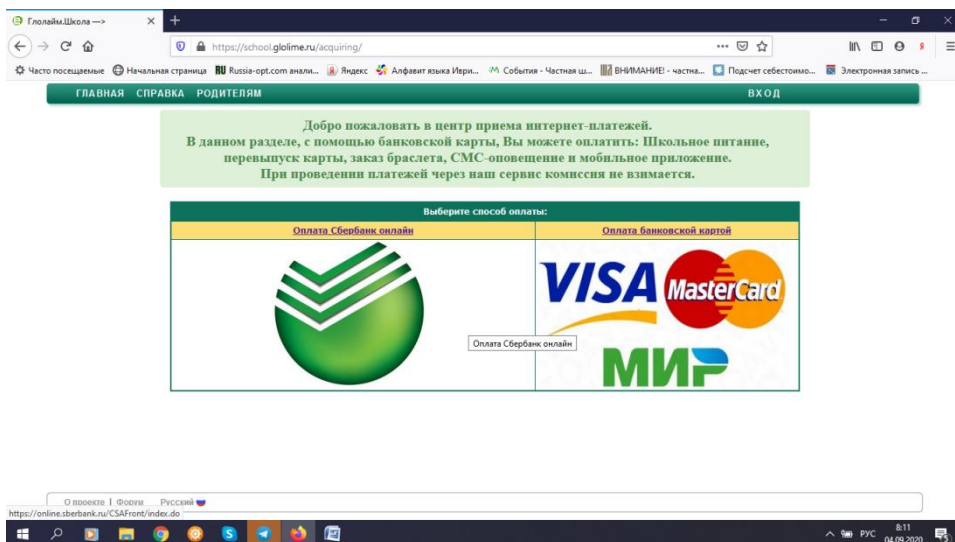 Глолайм.Школа —>
https://school.glolime.ru/acquiring/
Часто посещаемые Начальная страница Russia-opt.com анали... Яндекс Алфавит языка Иври... События - Частная ш... ВНИМАНИЕ! - частна... Подсчет себестоимо... Электронная запись ...
ГЛАВНАЯ СПРАВКА РОДИТЕЛЯМ ВХОД
Добро пожаловать в центр приема интернет-платежей.
В данном разделе, с помощью банковской карты, Вы можете оплатить: Школьное питание,
перевыпуск карты, заказ браслета, СМС-оповещение и мобильное приложение.
При проведении платежей через наш сервис комиссия не взимается.
Выберите способ оплаты:
Оплата Сбербанк онлайн Оплата банковской картой
VISA MasterCard
Оплата Сбербанк онлайн
МИР
О проекте | Форум Русский
https://online.sberbank.ru/CSAFront/index.do
РУС 8:11
04.09.2020